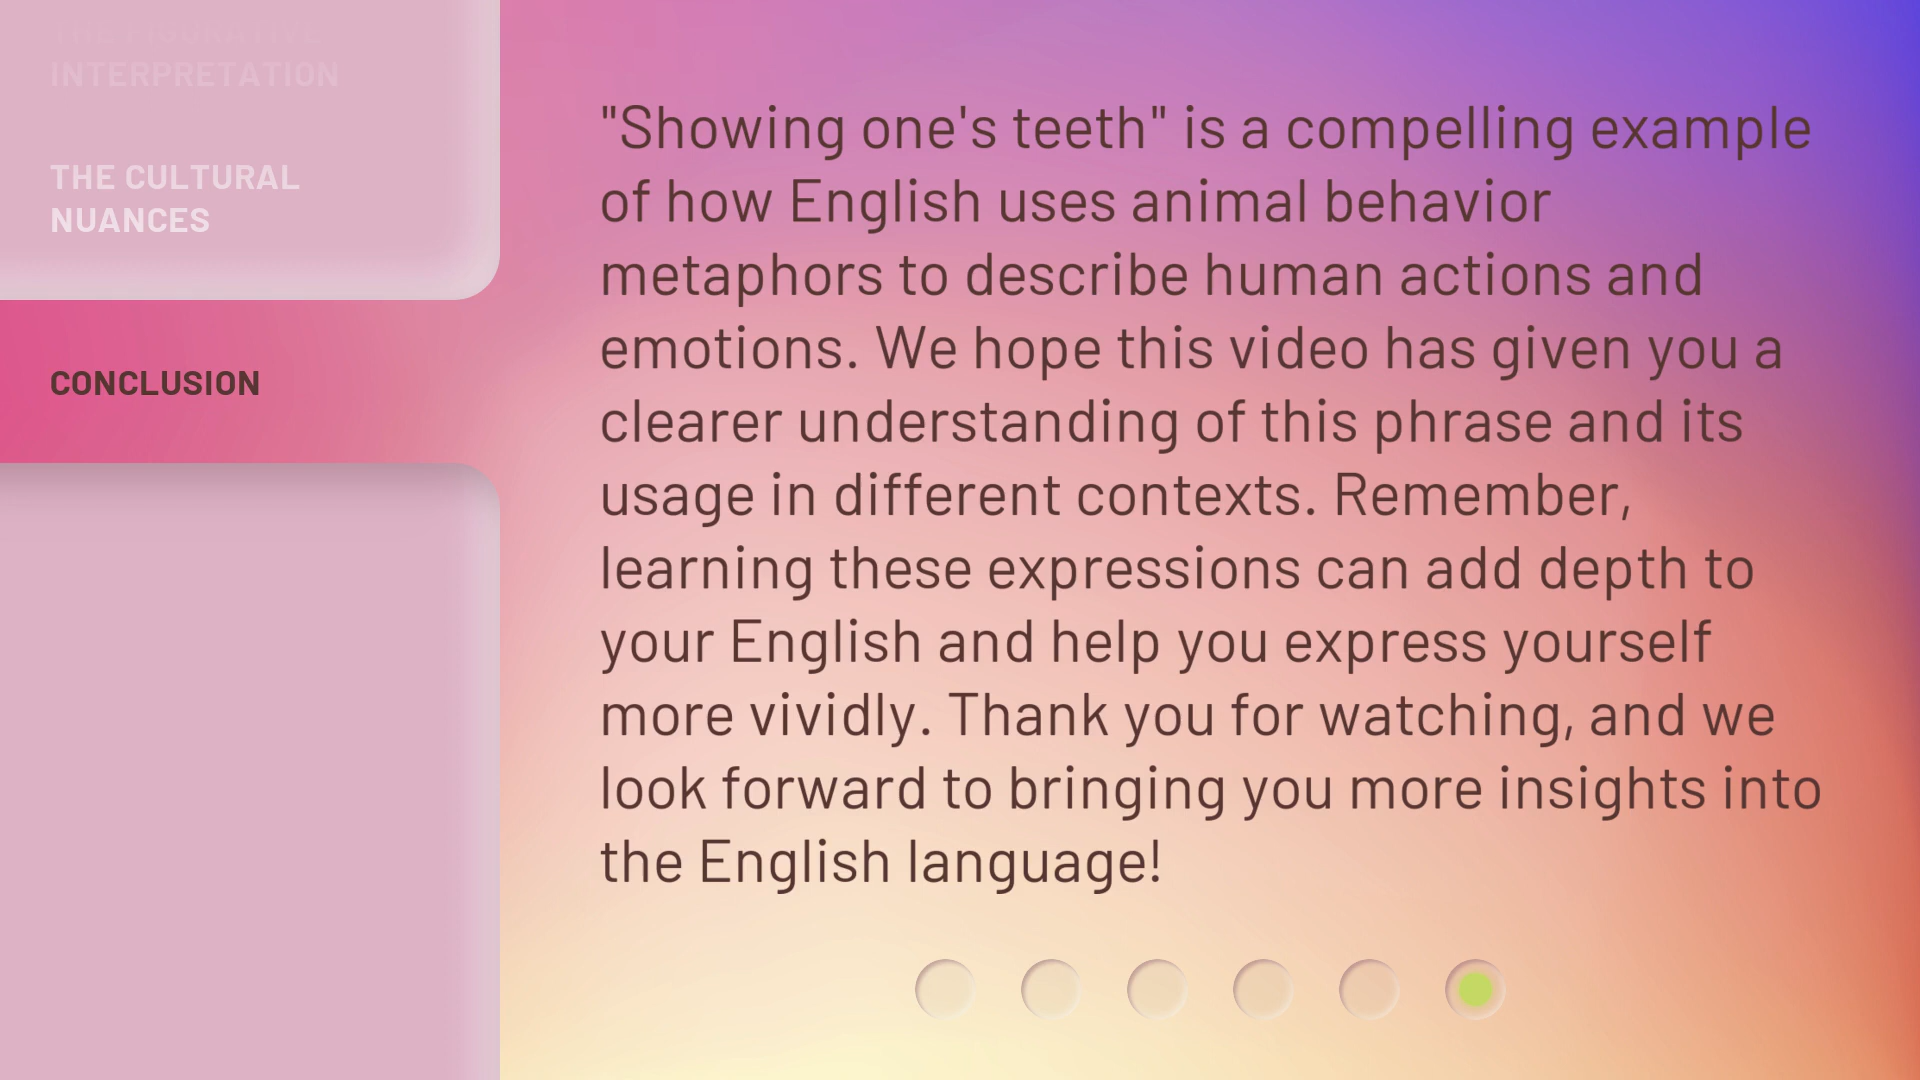 THE FIGURATIVE
INTERPRETATION
THE CULTURAL
NUANCES
CONCLUSION
"Showing one's teeth" is a compelling example
of how English uses animal behavior
metaphors to describe human actions and
emotions. We hope this video has given you a
clearer understanding of this phrase and its
usage in different contexts. Remember,
learning these expressions can add depth to
your English and help you express yourself
more vividly. Thank you for watching, and we
look forward to bringing you more insights into
the English language!